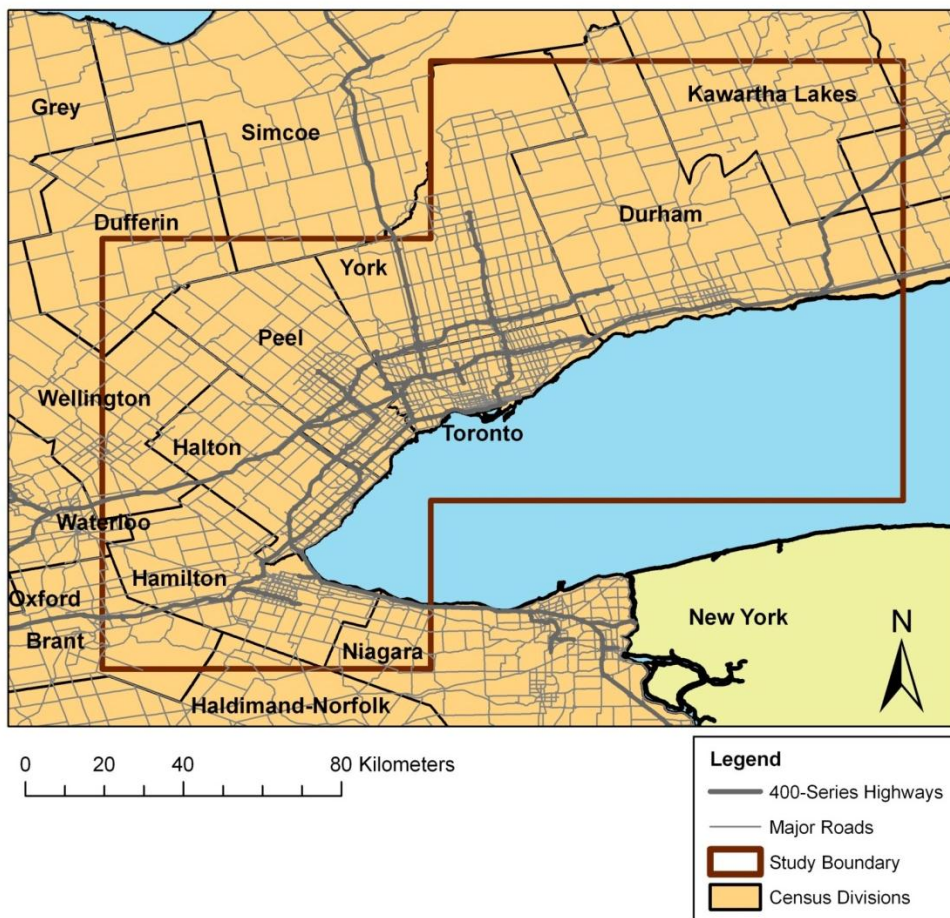 Grey
Simcoe
Kawartha Lakes
Dufferin
Durham
York
Peel
Wellington
Halton
Toronto
Waterloo
Hamilton
Oxford
Brant
New York
N
Niagara
Haldimand-Norfolk
0 20 40 80 Kilometers
Legend
400-Series Highways
Major Roads
Study Boundary
Census Divisions